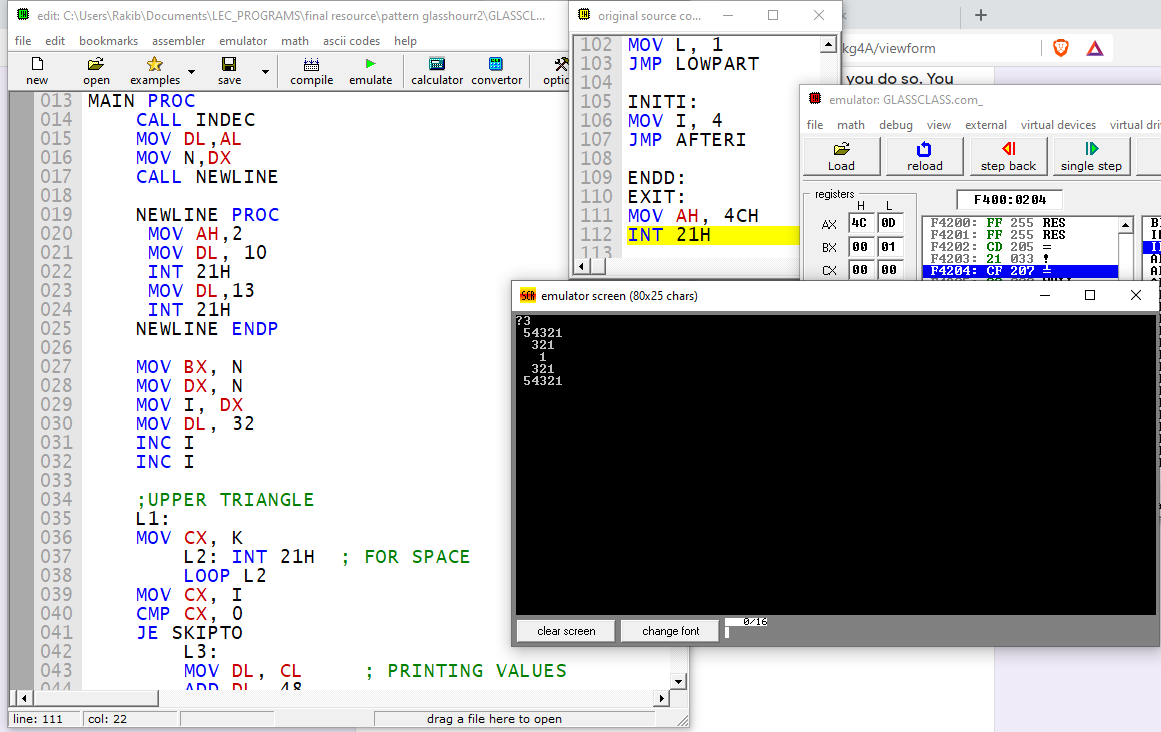 edit: C:\Users\Rakib\Documents\LEC_PROGRAMS\final resource\pattern glasshourr2\GLASSCL...
file edit bookmarks assembler emulator math ascii codes help
new open examples save compile emulate calculator convertor optic
013 MAIN PROC
014 CALL INDEC
015 MOV DL,AL
016 MOV N,DX
017 CALL NEWLINE
018
019 NEWLINE PROC
020 MOV AH,2
021 MOV DL, 10
022 INT 21H
023 MOV DL,13
024 INT 21H
025 NEWLINE ENDP
026
027 MOV BX, N
028 MOV DX, N
029 MOV I, DX
030 MOV DL, 32
031 INC I
032 INC I
033
034 ;UPPER TRIANGLE
035 L1:
036 MOV CX, K
037 L2: INT 21H ; FOR SPACE
038 LOOP L2
039 MOV CX, I
040 CMP CX, 0
041 JE SKIPTO
042 L3:
043 MOV DL, CL ; PRINTING VALUES
044 ADD DL, 48
line: 111 col: 22 drag a file here to open
original source co...
102 MOV L, 1
103 JMP LOWPART
104
105 INITI:
106 MOV I, 4
107 JMP AFTERI
108
109 ENDD:
110 EXIT:
111 MOV AH, 4CH
112 INT 21H
113
kg4A/viewform
you do so. You
emulator: GLASSCLASS.com_
file math debug view external virtual devices virtual dri
Load reload step back single step
registers F400:0204
H L
AX 4C 0D
BX 00 01
CX 00 00
F4200: FF 255 RES
F4201: FF 255 RES
F4202: CD 205 =
F4203: 21 033 !
F4204: CF 207 ╧
emulator screen (80x25 chars)
?3
54321
321
1
321
54321
clear screen change font 0/16